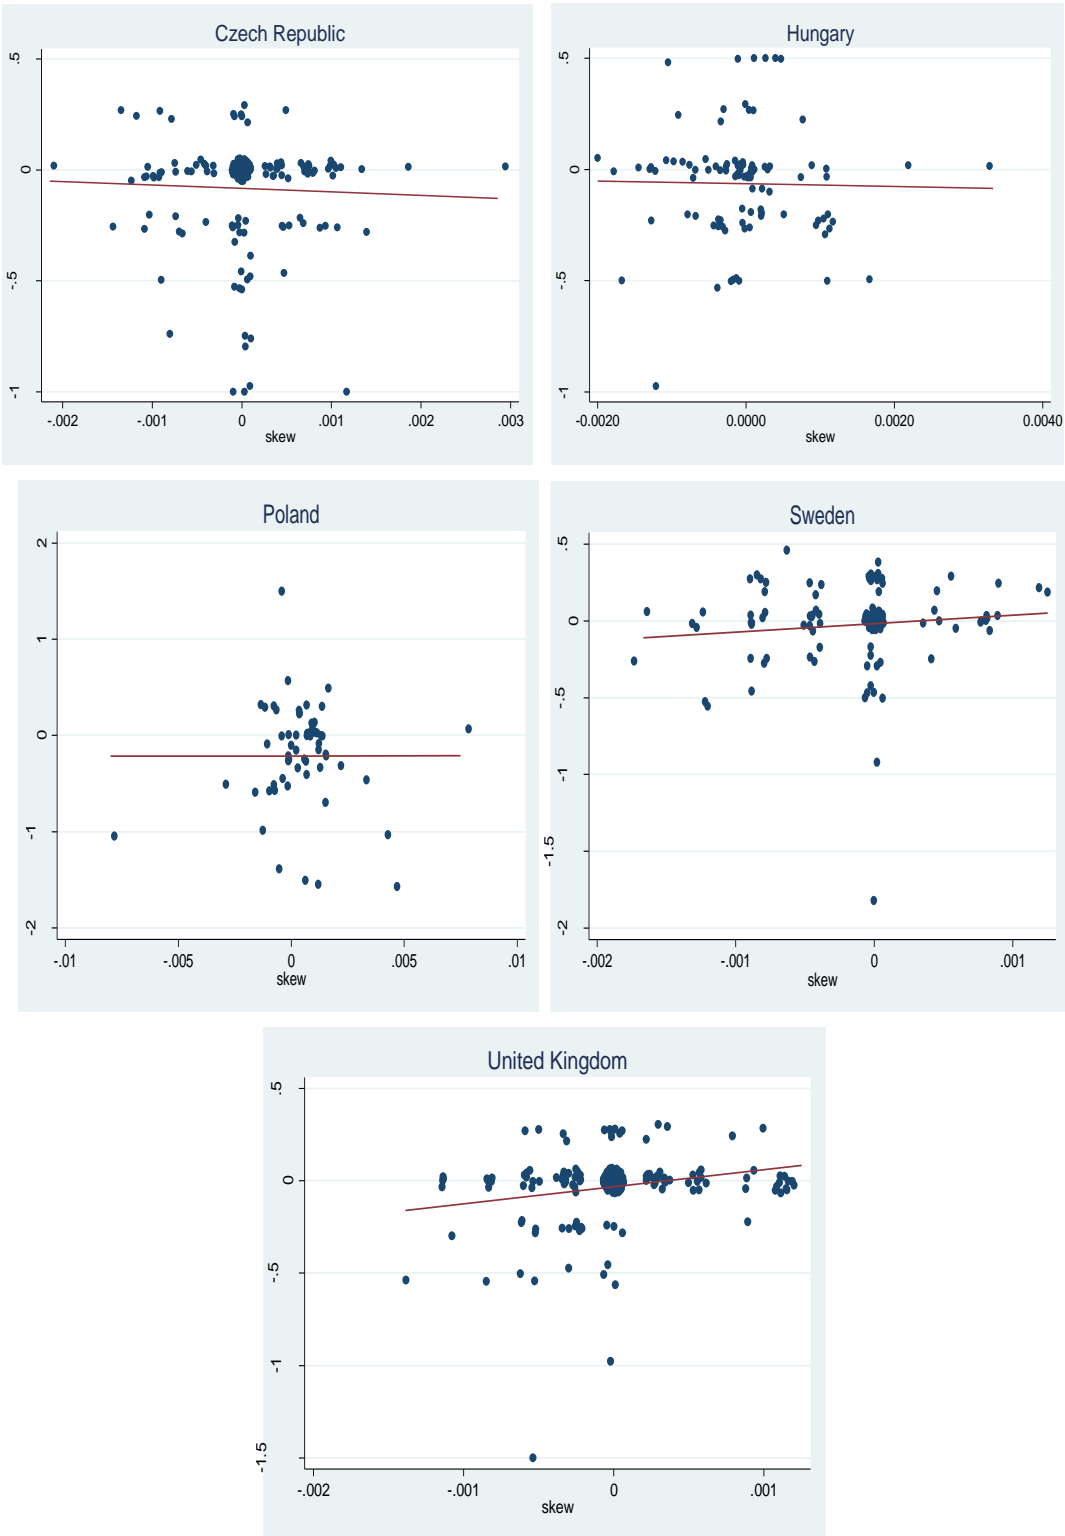 Czech Republic
.5
0
-.5
-1
-.002 -.001 0 .001 .002 .003
skew
Hungary
.5
0
-.5
-1
-0.0020 0.0000 0.0020 0.0040
skew
Poland
2
1
0
-1
-2
-.01 -.005 0 .005 .01
skew
Sweden
.5
0
-.5
-1
-1.5
-2
-.002 -.001 0 .001
skew
United Kingdom
.5
0
-.5
-1
-1.5
-.002 -.001 0 .001
skew